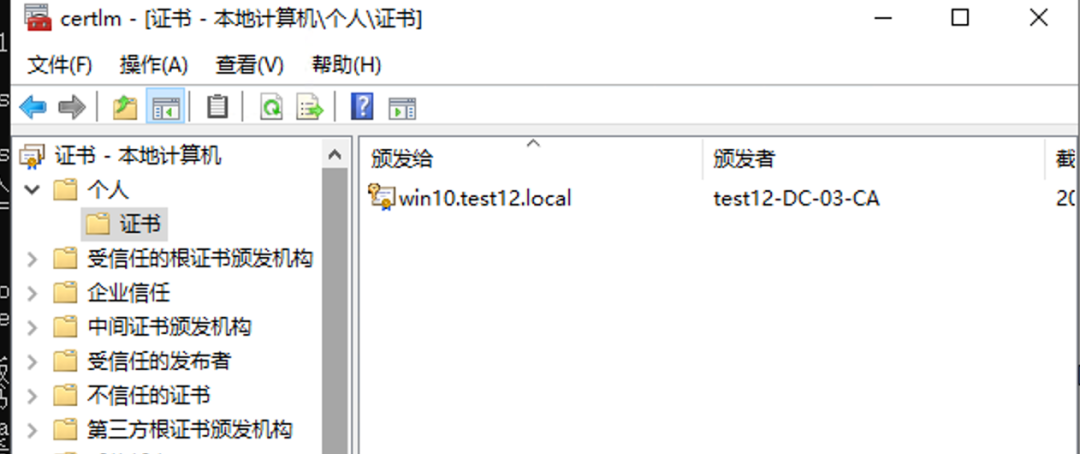 certlm - [证书 - 本地计算机\个人\证书]
文件(F) 操作(A) 查看(V) 帮助(H)
证书 - 本地计算机
个人
证书
受信任的根证书颁发机构
企业信任
中间证书颁发机构
受信任的发布者
不信任的证书
第三方根证书颁发机构
颁发给 颁发者 截
win10.test12.local test12-DC-03-CA 20